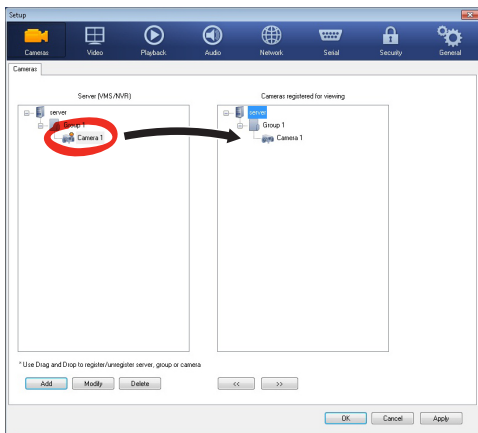 Setup
Cameras Video Playback Audio Network Serial Security General
Cameras
Server (VMS/NVR) Cameras registered for viewing
server server
Group 1 Group 1
Camera 1 Camera 1
* Use Drag and Drop to register/unregister server, group or camera
Add Modify Delete << >>
OK Cancel Apply